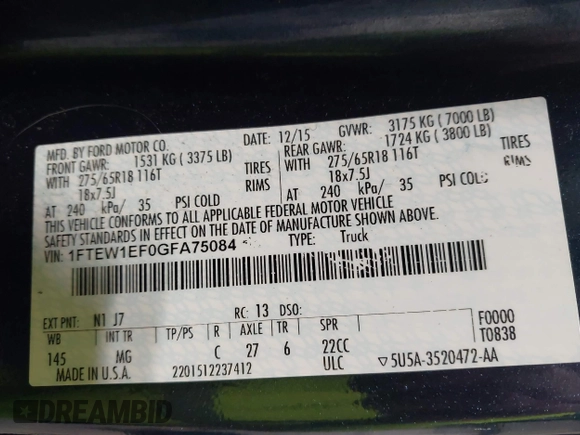 MFD. BY FORD MOTOR CO.
DATE: 12/15 GVWR: 3175 KG ( 7000 LB)
FRONT GAWR: 1531 KG ( 3375 LB) REAR GAWR: 1724 KG ( 3800 LB)
WITH 275/65R18 116T TIRES WITH 275/65R18 116T TIRES
18x7.5J RIMS 18x7.5J RIMS
AT 240 kPa/ 35 PSI COLD AT 240 kPa/ 35 PSI COLD
THIS VEHICLE CONFORMS TO ALL APPLICABLE FEDERAL MOTOR VEHICLE
SAFETY STANDARDS IN EFFECT ON THE DATE OF MANUFACTURE SHOWN ABOVE.
VIN: 1FTEW1EF0GFA75084 TYPE: Truck
EXT PNT: N1 J7 RC: 13 DSO:
WB INT TR TP/PS R AXLE TR SPR F0000
145 MG C 27 6 22CC T0838
ULC
MADE IN U.S.A. 2201512237412 ▽5U5A-3520472-AA
DREAMBID